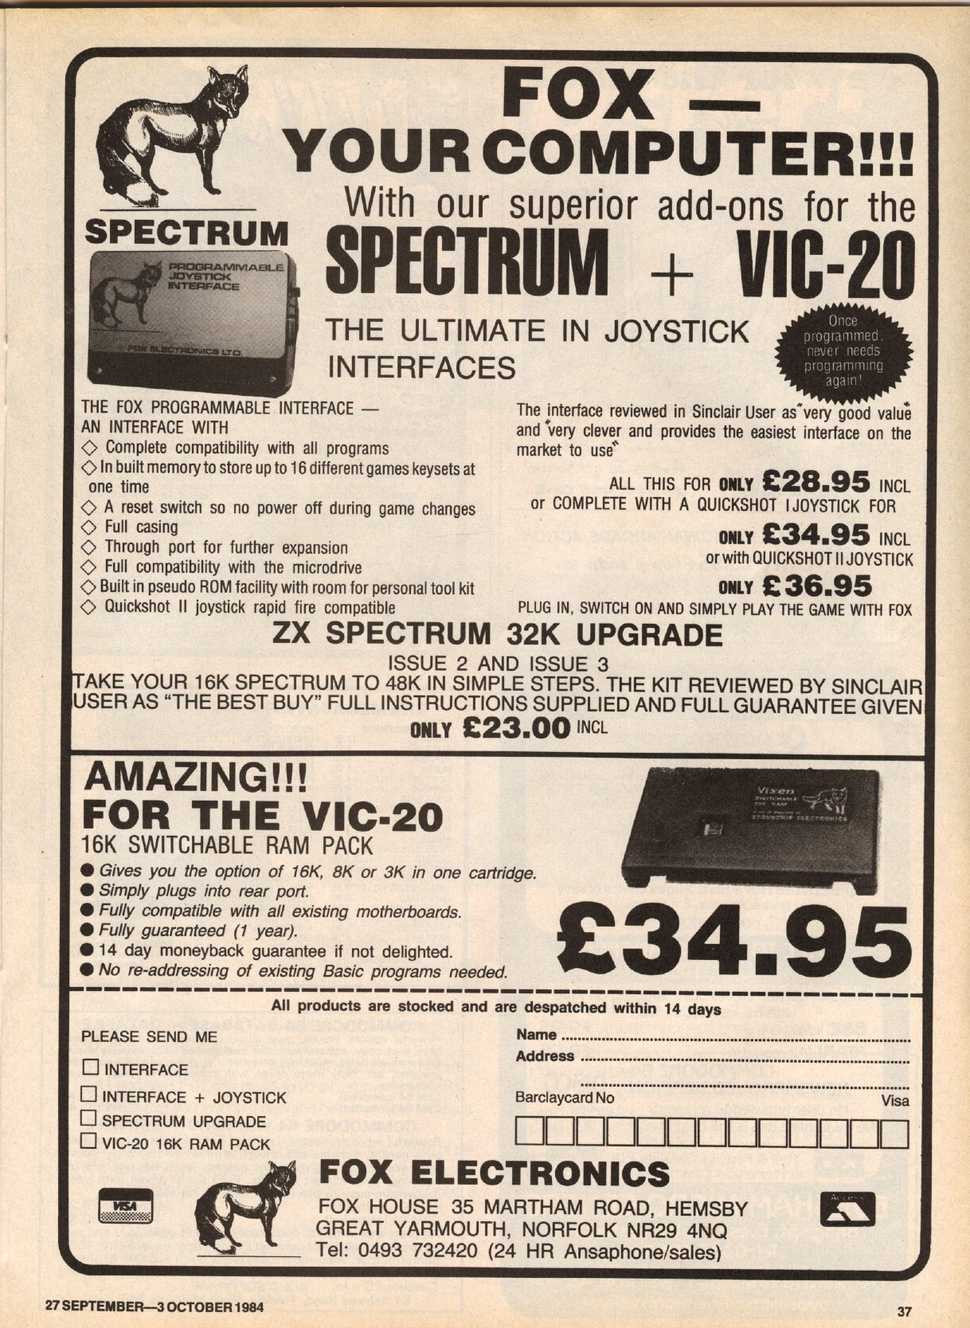 FOX —
YOUR COMPUTER!!!
With our superior add-ons for the
SPECTRUM + VIC-20
SPECTRUM
PROGRAMMABLE
JOYSTICK
INTERFACE
FOX ELECTRONICS LTD.
THE ULTIMATE IN JOYSTICK
INTERFACES
Once
programmed,
never needs
programming
again!
THE FOX PROGRAMMABLE INTERFACE —
AN INTERFACE WITH
◇ Complete compatibility with all programs
◇ In built memory to store up to 16 different games keysets at
one time
◇ A reset switch so no power off during game changes
◇ Full casing
◇ Through port for further expansion
◇ Full compatibility with the microdrive
◇ Built in pseudo ROM facility with room for personal tool kit
◇ Quickshot II joystick rapid fire compatible
The interface reviewed in Sinclair User as "very good value"
and "very clever and provides the easiest interface on the
market to use"
ALL THIS FOR ONLY £28.95 INCL
or COMPLETE WITH A QUICKSHOT I JOYSTICK FOR
ONLY £34.95 INCL
or with QUICKSHOT II JOYSTICK
ONLY £36.95
PLUG IN, SWITCH ON AND SIMPLY PLAY THE GAME WITH FOX
ZX SPECTRUM 32K UPGRADE
ISSUE 2 AND ISSUE 3
TAKE YOUR 16K SPECTRUM TO 48K IN SIMPLE STEPS. THE KIT REVIEWED BY SINCLAIR
USER AS "THE BEST BUY" FULL INSTRUCTIONS SUPPLIED AND FULL GUARANTEE GIVEN
ONLY £23.00 INCL
AMAZING!!!
FOR THE VIC-20
16K SWITCHABLE RAM PACK
● Gives you the option of 16K, 8K or 3K in one cartridge.
● Simply plugs into rear port.
● Fully compatible with all existing motherboards.
● Fully guaranteed (1 year).
● 14 day moneyback guarantee if not delighted.
● No re-addressing of existing Basic programs needed.
Vixen
SWITCHABLE
£34.95
All products are stocked and are despatched within 14 days
PLEASE SEND ME
INTERFACE
INTERFACE + JOYSTICK
SPECTRUM UPGRADE
VIC-20 16K RAM PACK
Name
Address
Barclaycard No Visa
VISA
FOX ELECTRONICS
FOX HOUSE 35 MARTHAM ROAD, HEMSBY
GREAT YARMOUTH, NORFOLK NR29 4NQ
Tel: 0493 732420 (24 HR Ansaphone/sales)
Access
27 SEPTEMBER—3 OCTOBER 1984
37